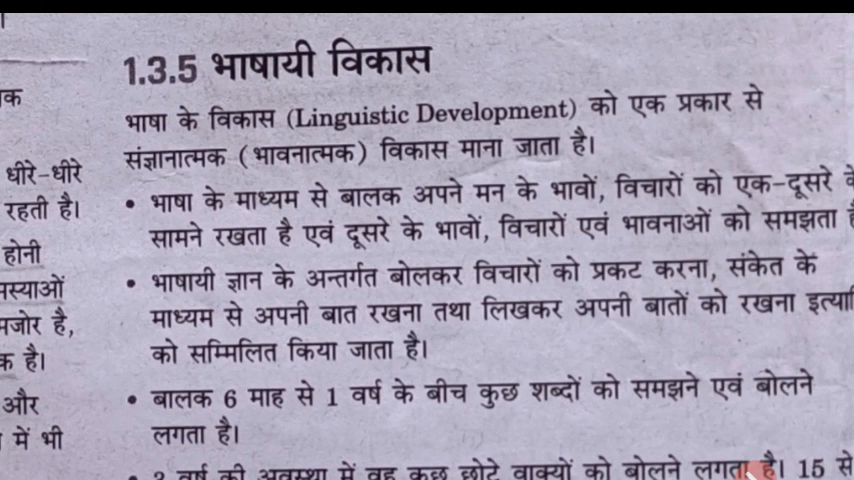 क
धीरे-धीरे
रहती है।
होनी
स्याओं
जोर है,
है।
और
में भी
1.3.5 भाषायी विकास
भाषा के विकास (Linguistic Development) को एक प्रकार से
संज्ञानात्मक (भावनात्मक) विकास माना जाता है।
• भाषा के माध्यम से बालक अपने मन के भावों, विचारों को एक-दूसरे के
सामने रखता है एवं दूसरे के भावों, विचारों एवं भावनाओं को समझता है
• भाषायी ज्ञान के अन्तर्गत बोलकर विचारों को प्रकट करना, संकेत के
माध्यम से अपनी बात रखना तथा लिखकर अपनी बातों को रखना इत्यादि
को सम्मिलित किया जाता है।
• बालक 6 माह से 1 वर्ष के बीच कुछ शब्दों को समझने एवं बोलने
लगता है।
• 3 वर्ष की अवस्था में वह कुछ छोटे वाक्यों को बोलने लगता है। 15 से